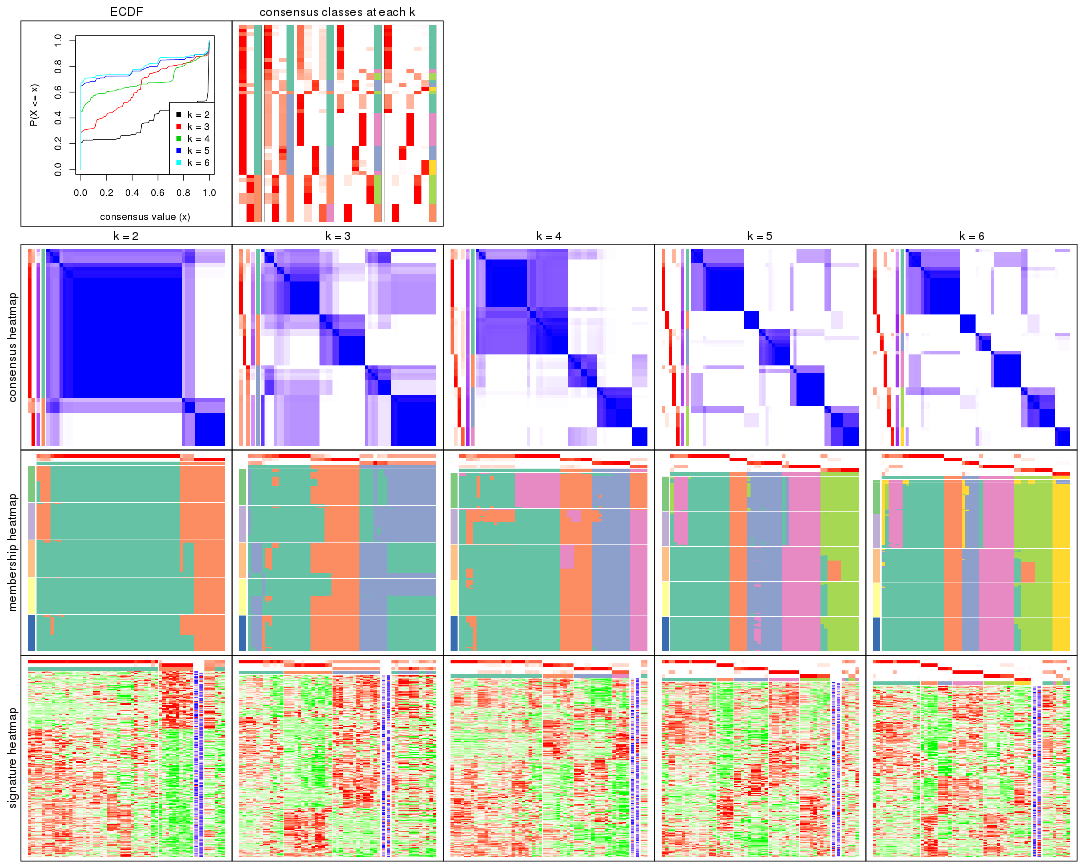 ECDF
consensus classes at each k
P(X <= x)
0.0 0.2 0.4 0.6 0.8 1.0
k = 2
k = 3
k = 4
k = 5
k = 6
0.0 0.2 0.4 0.6 0.8 1.0
consensus value (x)
k = 2
k = 3
k = 4
k = 5
k = 6
consensus heatmap
membership heatmap
signature heatmap